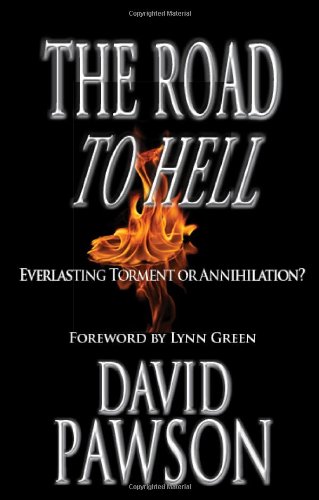 THE ROAD
TO HELL
EVERLASTING TORMENT OR ANNIHILATION?
FOREWORD BY LYNN GREEN
DAVID
PAWSON